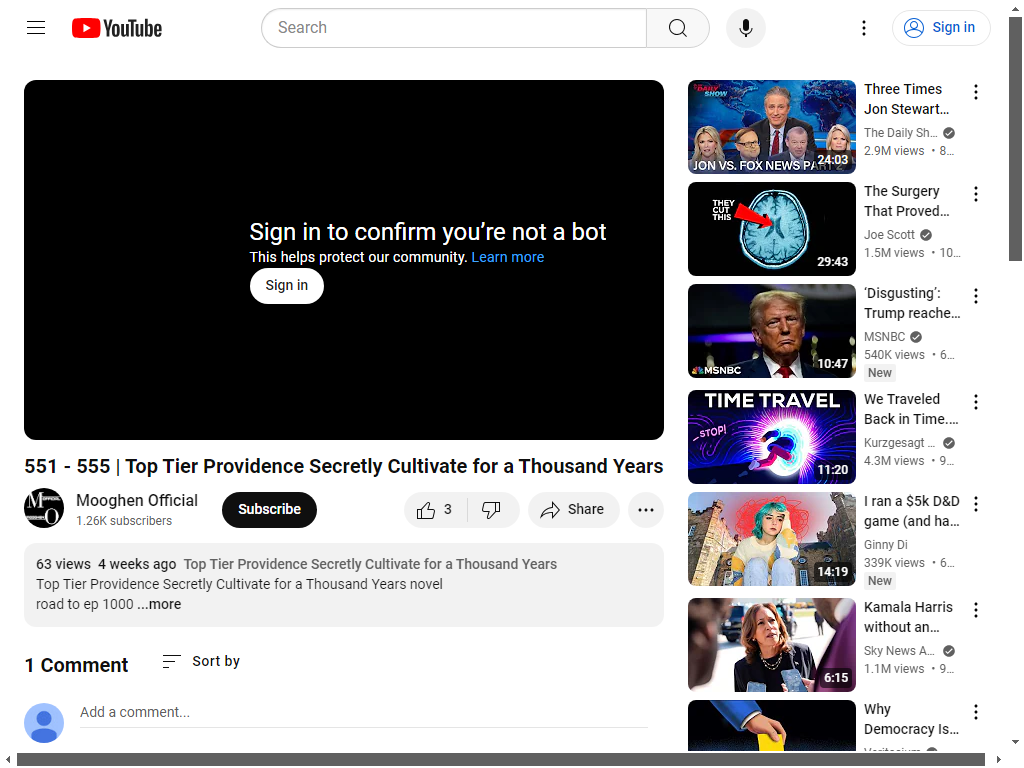 YouTube
Search
Sign in
Sign in to confirm you’re not a bot
This helps protect our community. Learn more
Sign in
551 - 555 | Top Tier Providence Secretly Cultivate for a Thousand Years
Mooghen Official
1.26K subscribers
Subscribe
3
Share
63 views 4 weeks ago Top Tier Providence Secretly Cultivate for a Thousand Years
Top Tier Providence Secretly Cultivate for a Thousand Years novel
road to ep 1000 ...more
1 Comment
Sort by
Add a comment...
THE DAILY SHOW
JON VS. FOX NEWS PART 2
24:03
Three Times
Jon Stewart...
The Daily Sh...
2.9M views • 8...
THEY
CUT
THIS
29:43
The Surgery
That Proved...
Joe Scott
1.5M views • 10...
MSNBC
10:47
‘Disgusting’:
Trump reache...
MSNBC
540K views • 6...
New
TIME TRAVEL
STOP!
11:20
We Traveled
Back in Time....
Kurzgesagt ...
4.3M views • 9...
14:19
I ran a $5k D&D
game (and ha...
Ginny Di
339K views • 6...
New
6:15
Kamala Harris
without an...
Sky News A...
1.1M views • 9...
Why
Democracy Is...